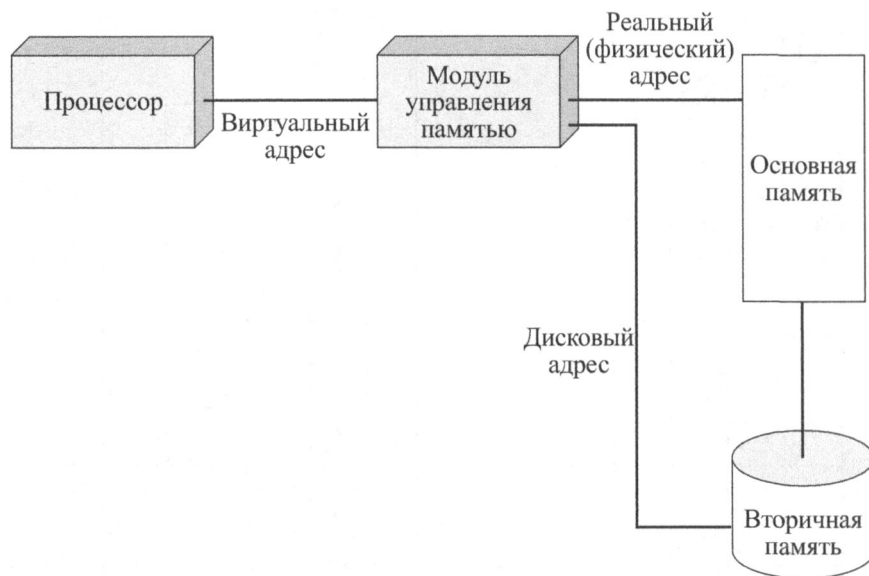 Процессор
Виртуальный
адрес
Модуль
управления
памятью
Реальный
(физический)
адрес
Основная
память
Дисковый
адрес
Вторичная
память